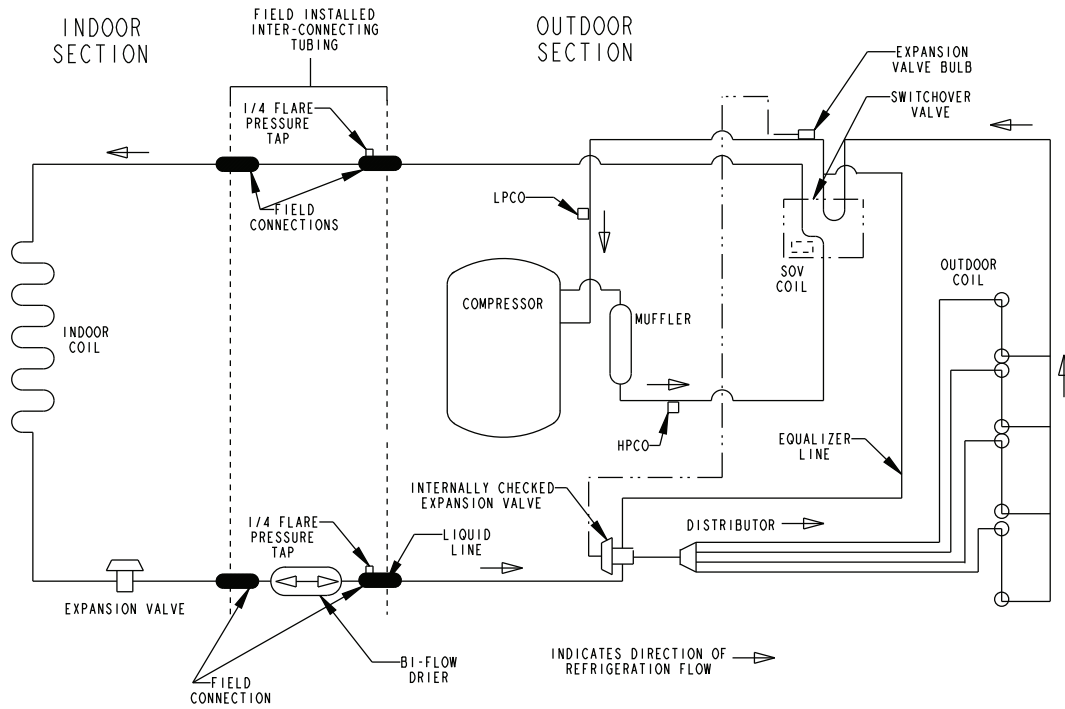 INDOOR
SECTION
FIELD INSTALLED
INTER-CONNECTING
TUBING
OUTDOOR
SECTION
EXPANSION
VALVE BULB
SWITCHOVER
VALVE
1/4 FLARE
PRESSURE
TAP
FIELD
CONNECTIONS
LPCO
SOV
COIL
OUTDOOR
COIL
COMPRESSOR
MUFFLER
INDOOR
COIL
HPCO
EQUALIZER
LINE
INTERNALLY CHECKED
EXPANSION VALVE
1/4 FLARE
PRESSURE
TAP
LIQUID
LINE
DISTRIBUTOR
EXPANSION VALVE
BI-FLOW
DRIER
INDICATES DIRECTION OF
REFRIGERATION FLOW
FIELD
CONNECTION